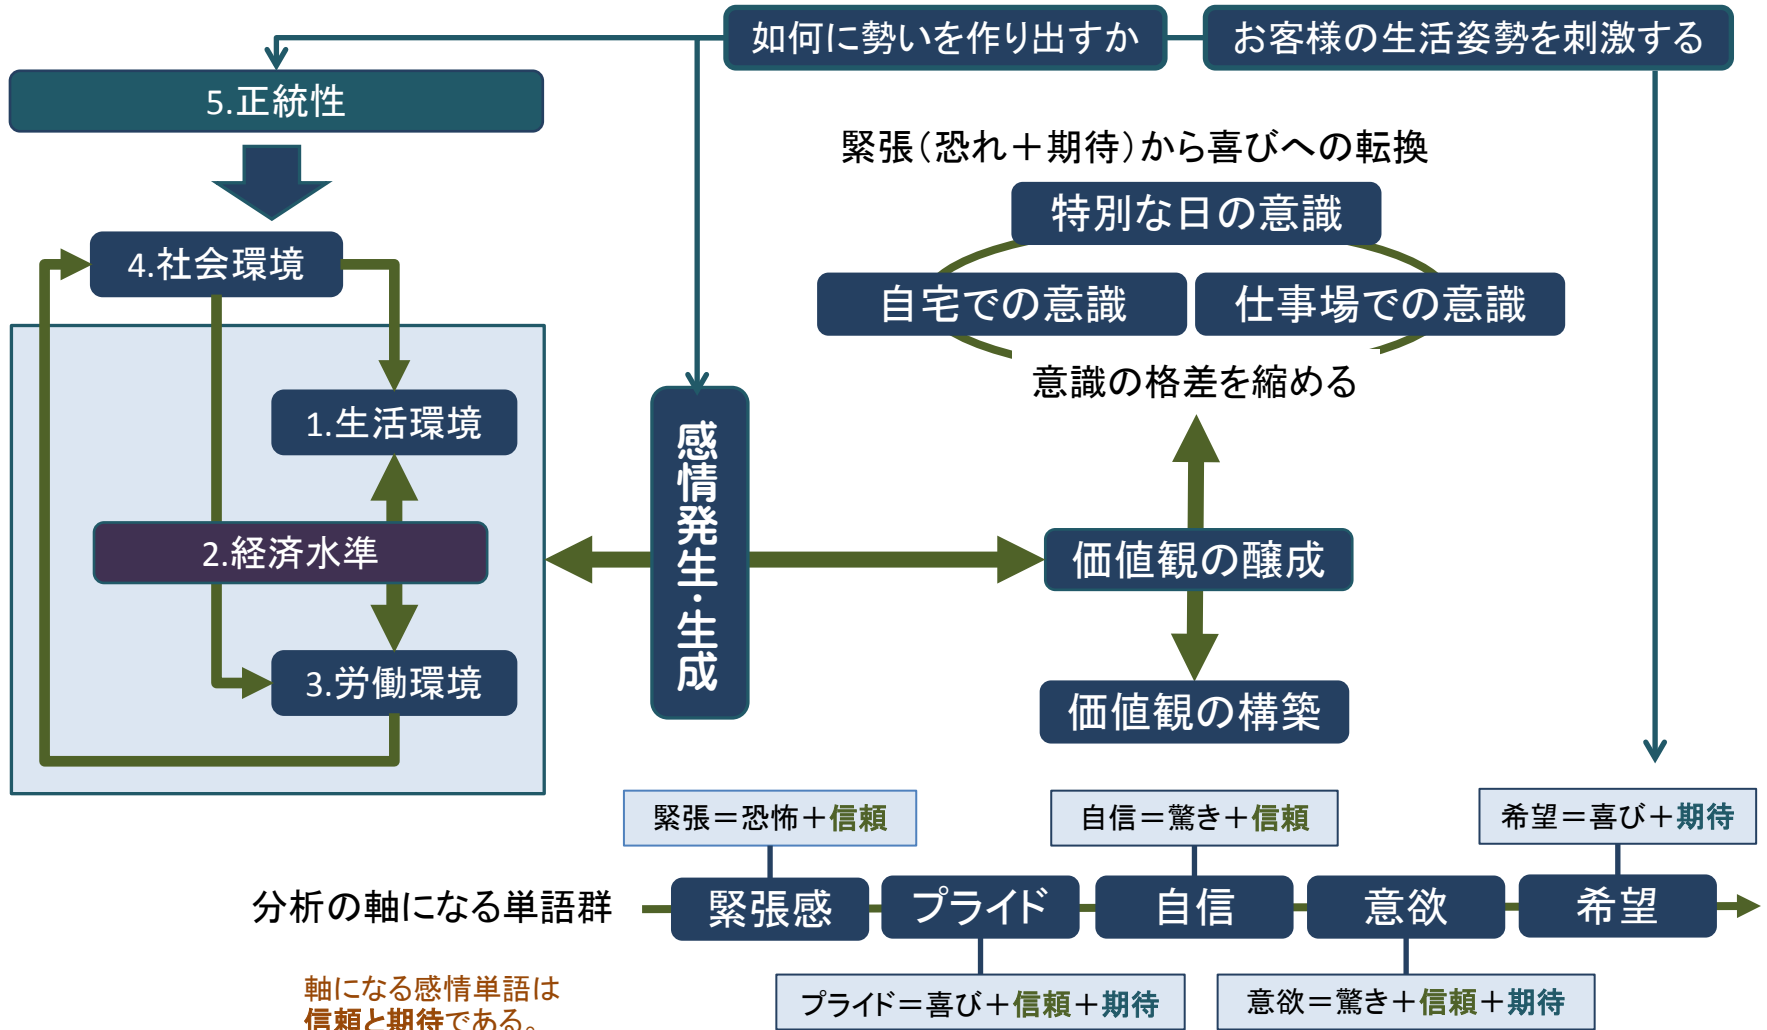 如何に勢いを作り出すか
お客様の生活姿勢を刺激する
5.正統性
緊張（恐れ＋期待）から喜びへの転換
特別な日の意識
4.社会環境
自宅での意識
仕事場での意識
意識の格差を縮める
1.生活環境
感情発生・生成
2.経済水準
価値観の醸成
3.労働環境
価値観の構築
緊張＝恐怖＋信頼
自信＝驚き＋信頼
希望＝喜び＋期待
分析の軸になる単語群
緊張感
プライド
自信
意欲
希望
軸になる感情単語は
信頼と期待である。
プライド＝喜び＋信頼＋期待
意欲＝驚き＋信頼＋期待